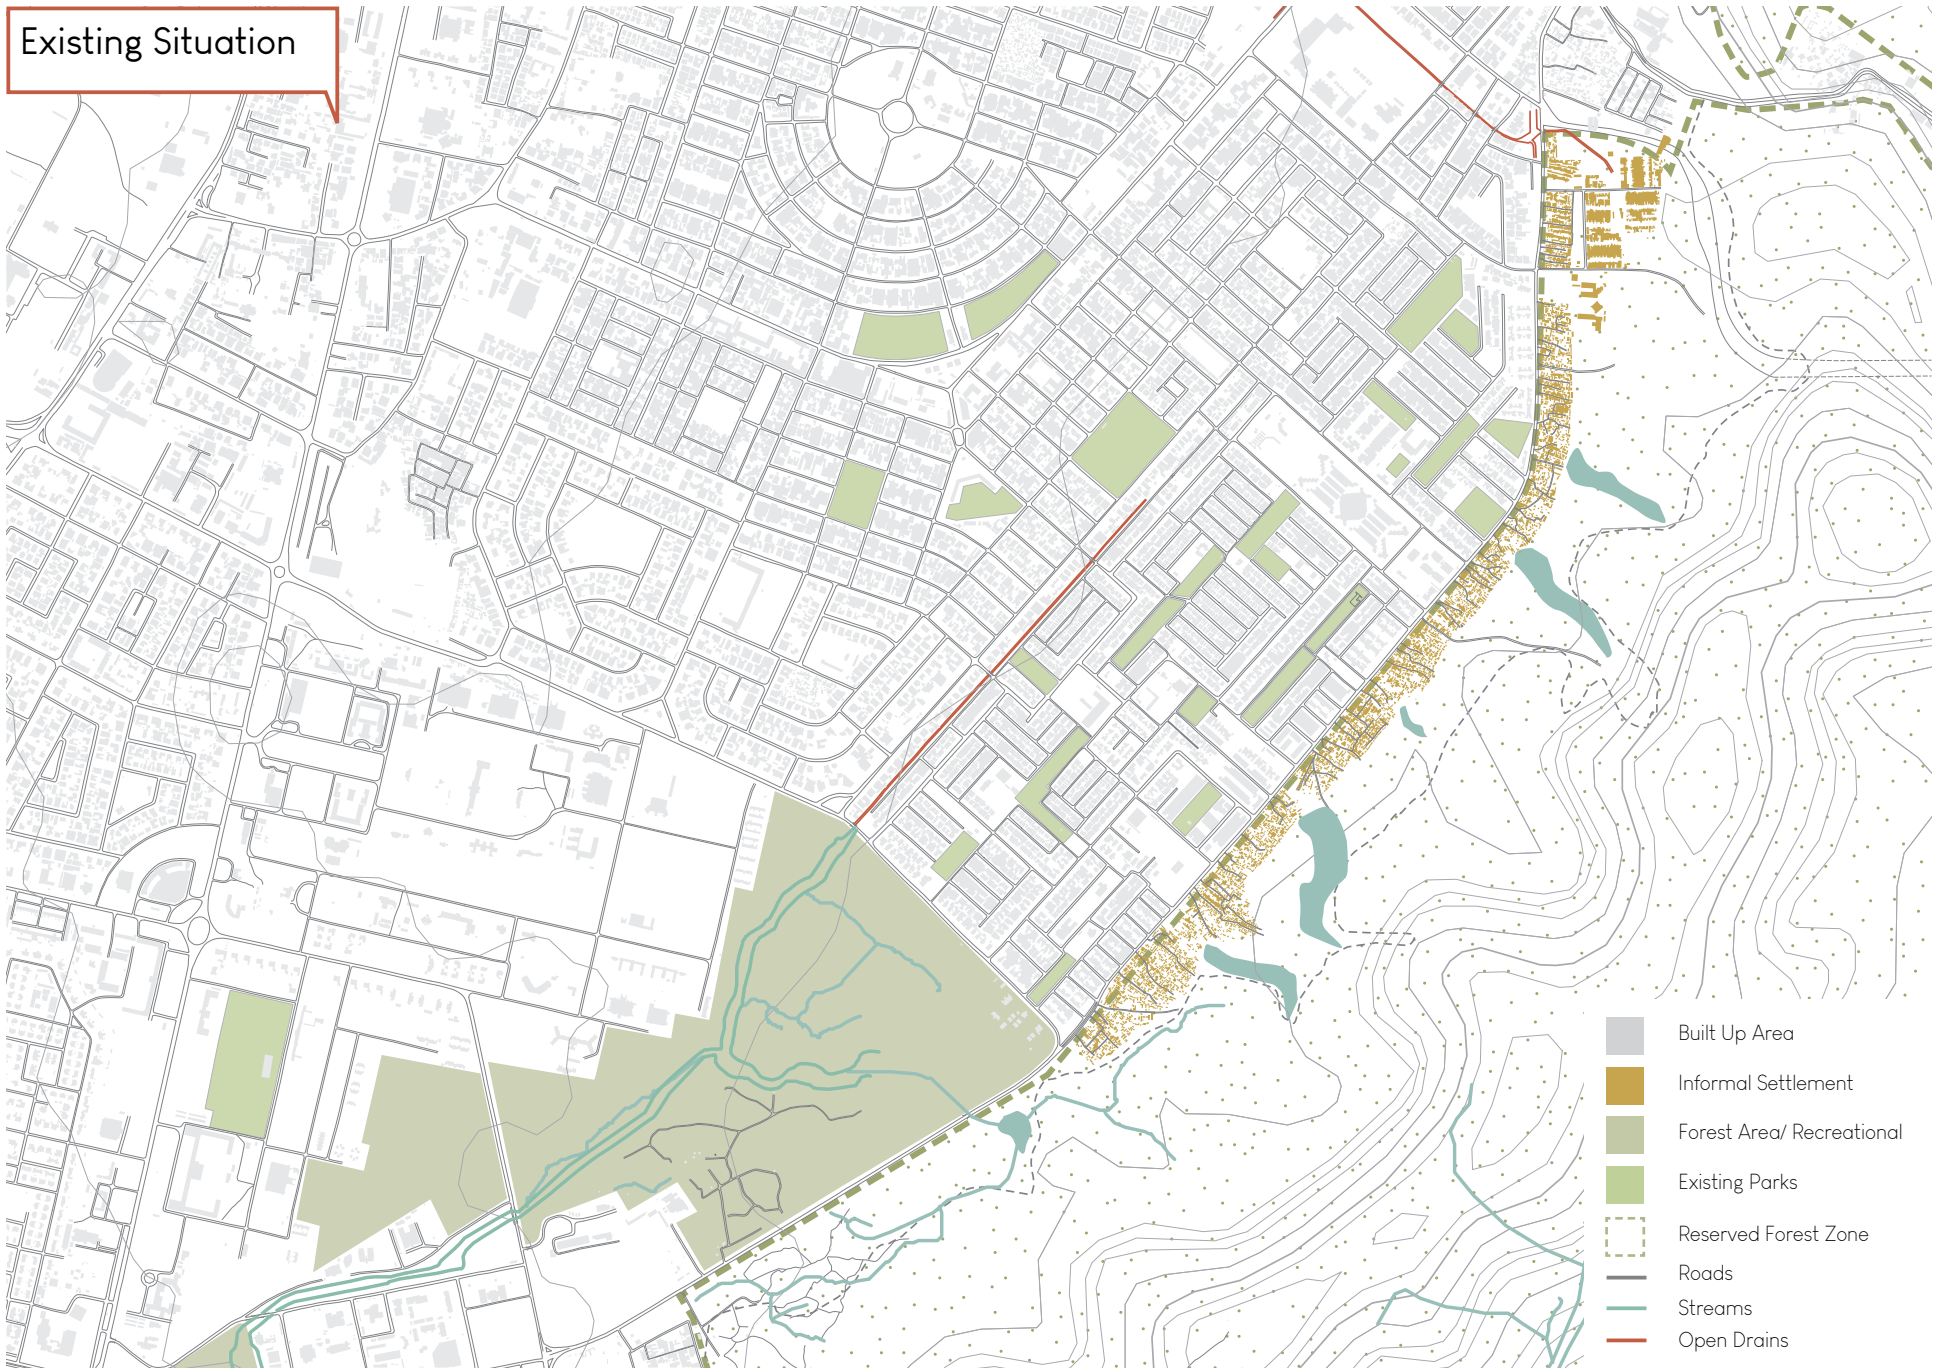 Existing Situation
Built Up Area
Informal Settlement
Forest Area/ Recreational
Existing Parks
Reserved Forest Zone
Roads
Streams
Open Drains